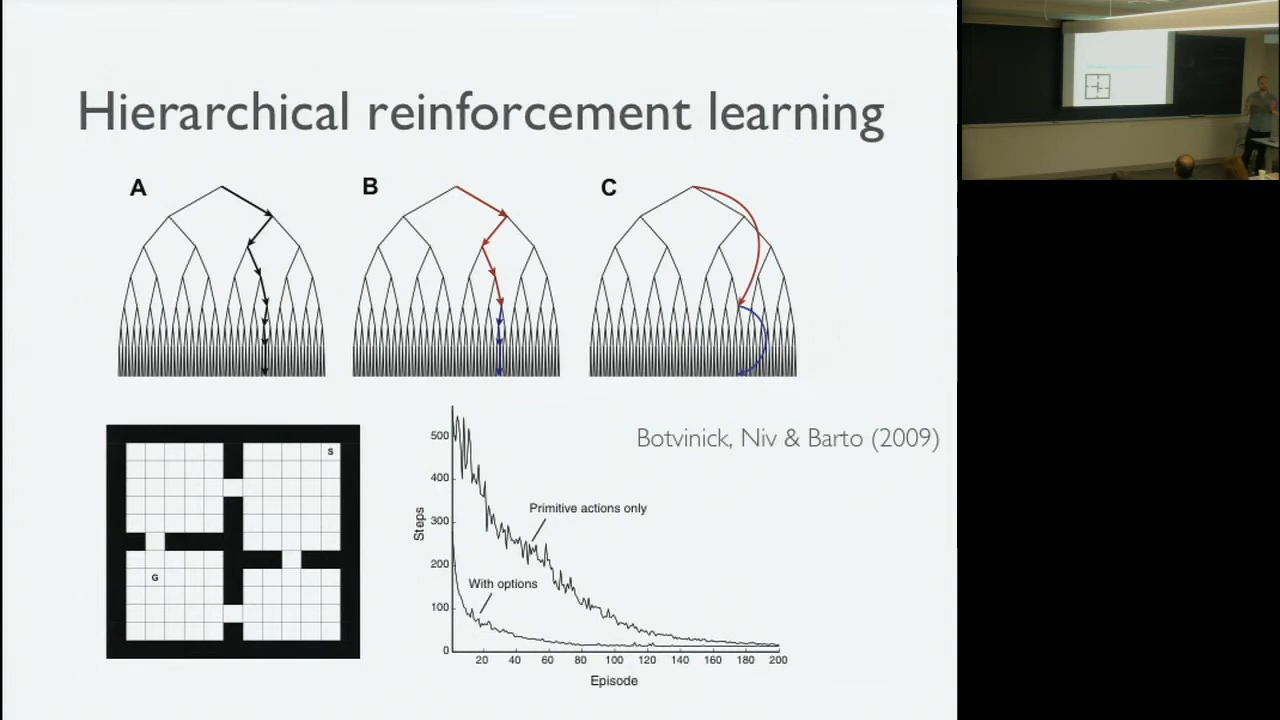 Hierarchical reinforcement learning
A B C
S
G
Botvinick, Niv & Barto (2009)
500
400
300
200
100
0
Steps
Primitive actions only
With options
20 40 60 80 100 120 140 160 180 200
Episode